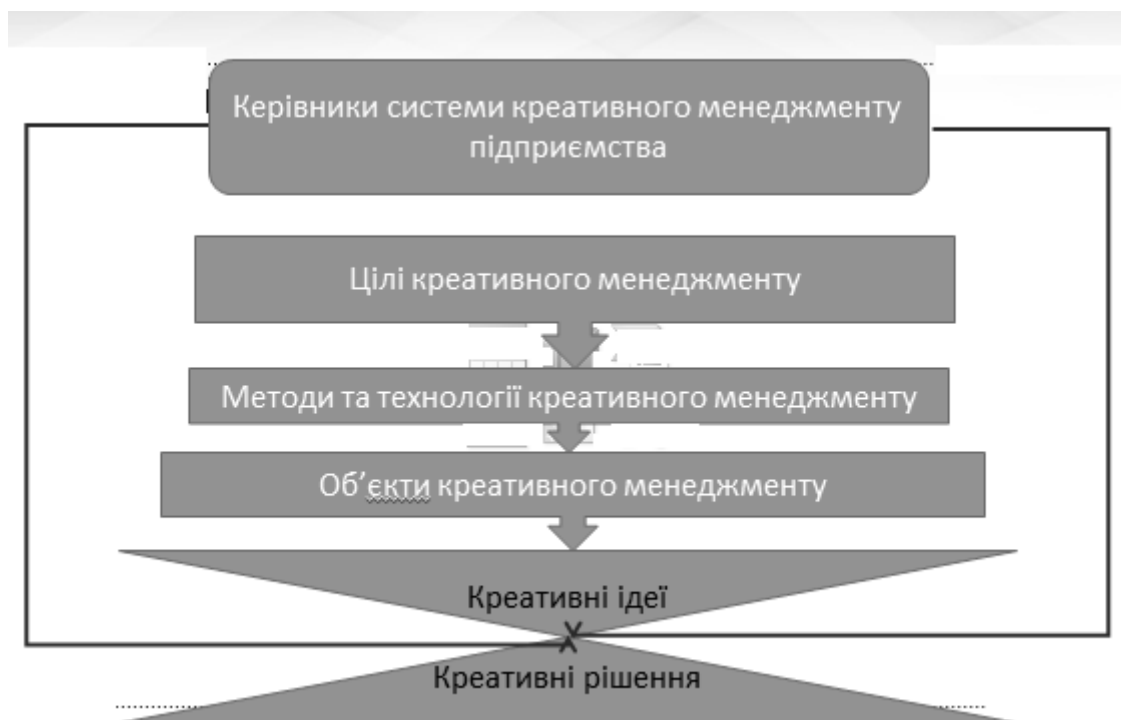 Керівники системи креативного менеджменту
підприємства
Цілі креативного менеджменту
Методи та технології креативного менеджменту
Об’єкти креативного менеджменту
Креативні ідеї
Креативні рішення